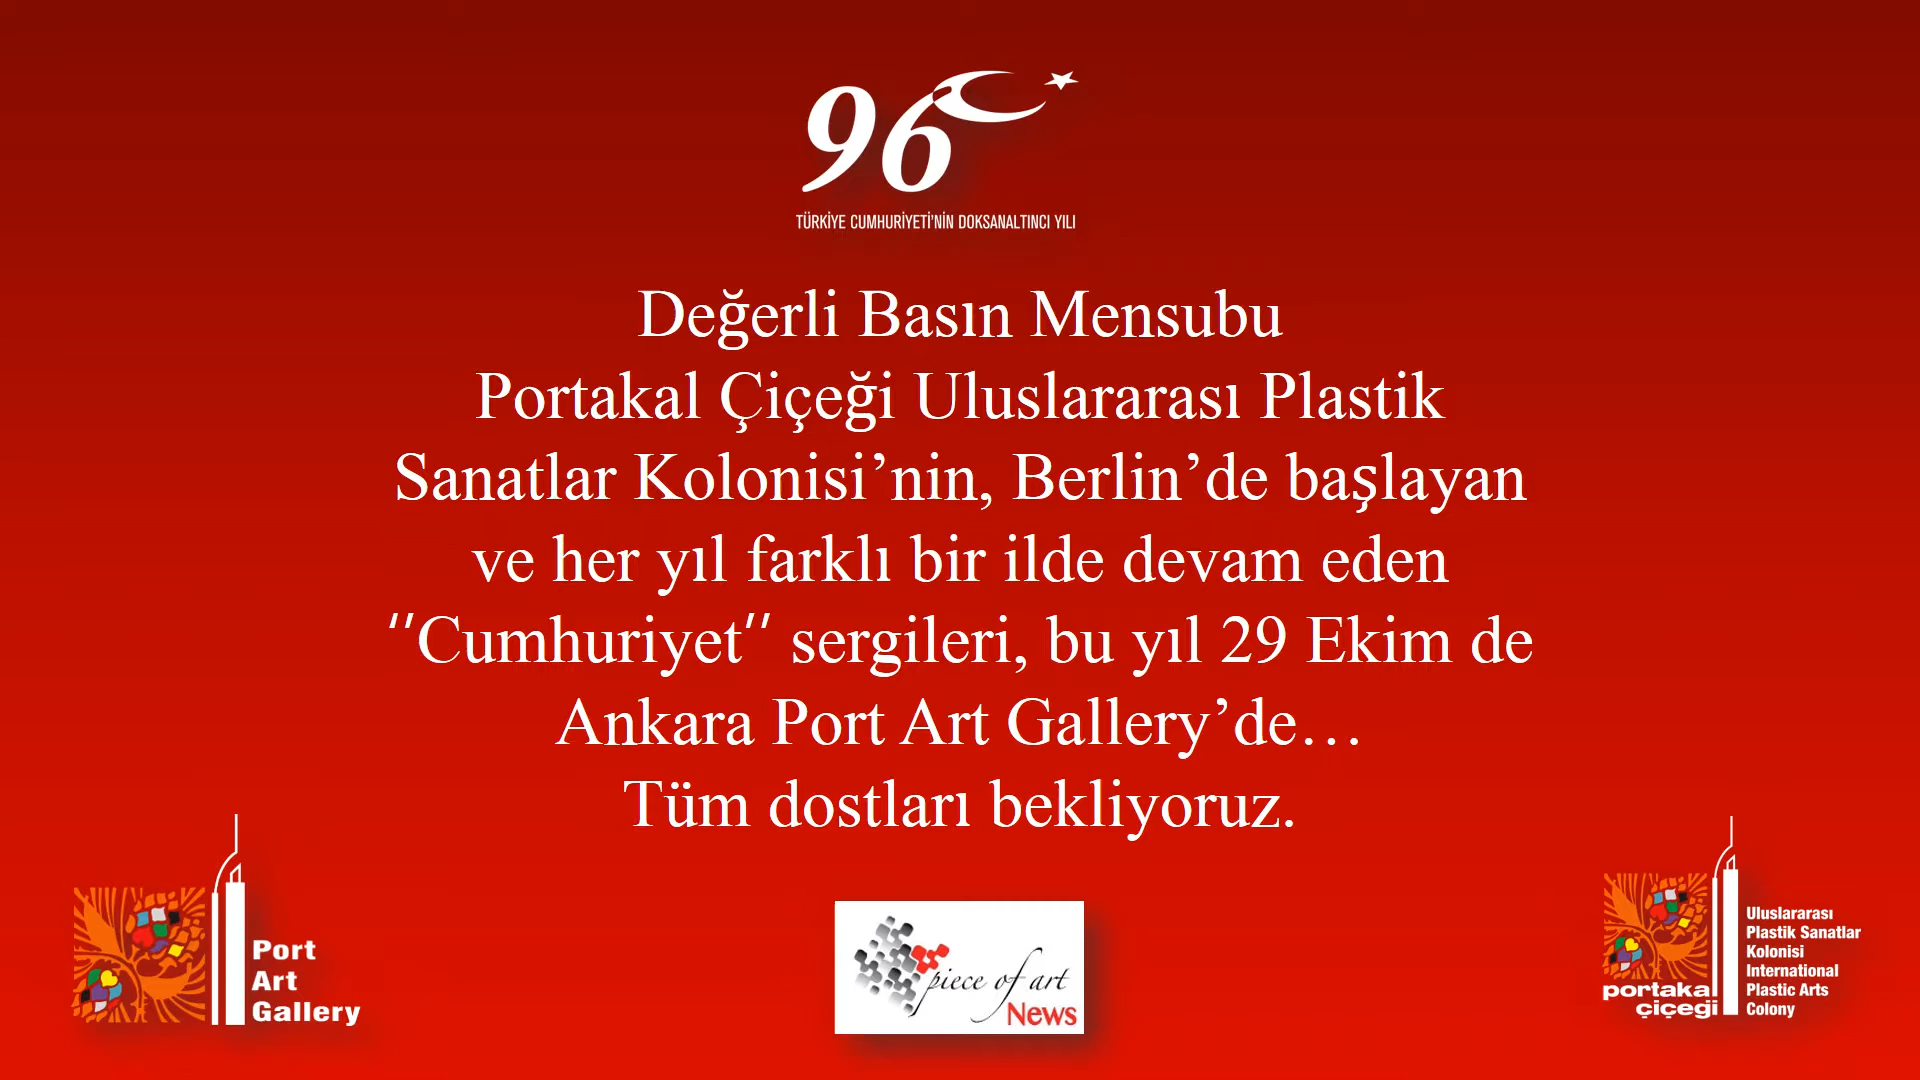 96
TÜRKİYE CUMHURİYETİ'NİN DOKSANALTINCI YILI
Değerli Basın Mensubu
Portakal Çiçeği Uluslararası Plastik
Sanatlar Kolonisi’nin, Berlin’de başlayan
ve her yıl farklı bir ilde devam eden
′′Cumhuriyet′′ sergileri, bu yıl 29 Ekim de
Ankara Port Art Gallery’de…
Tüm dostları bekliyoruz.
Port
Art
Gallery
piece of art
News
portakal
çiçeği
Uluslararası
Plastik Sanatlar
Kolonisi
International
Plastic Arts
Colony